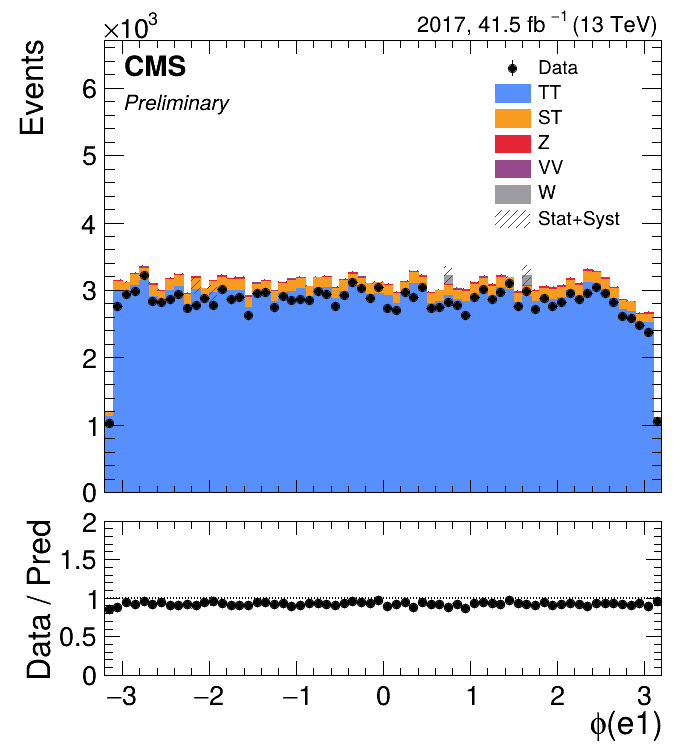 ×10³ 2017, 41.5 fb⁻¹ (13 TeV)
CMS
Preliminary
Data
TT
ST
Z
VV
W
Stat+Syst
Events
6
5
4
3
2
1
0
Data / Pred
2
1.5
1
0.5
0
−3 −2 −1 0 1 2 3
ϕ(e1)